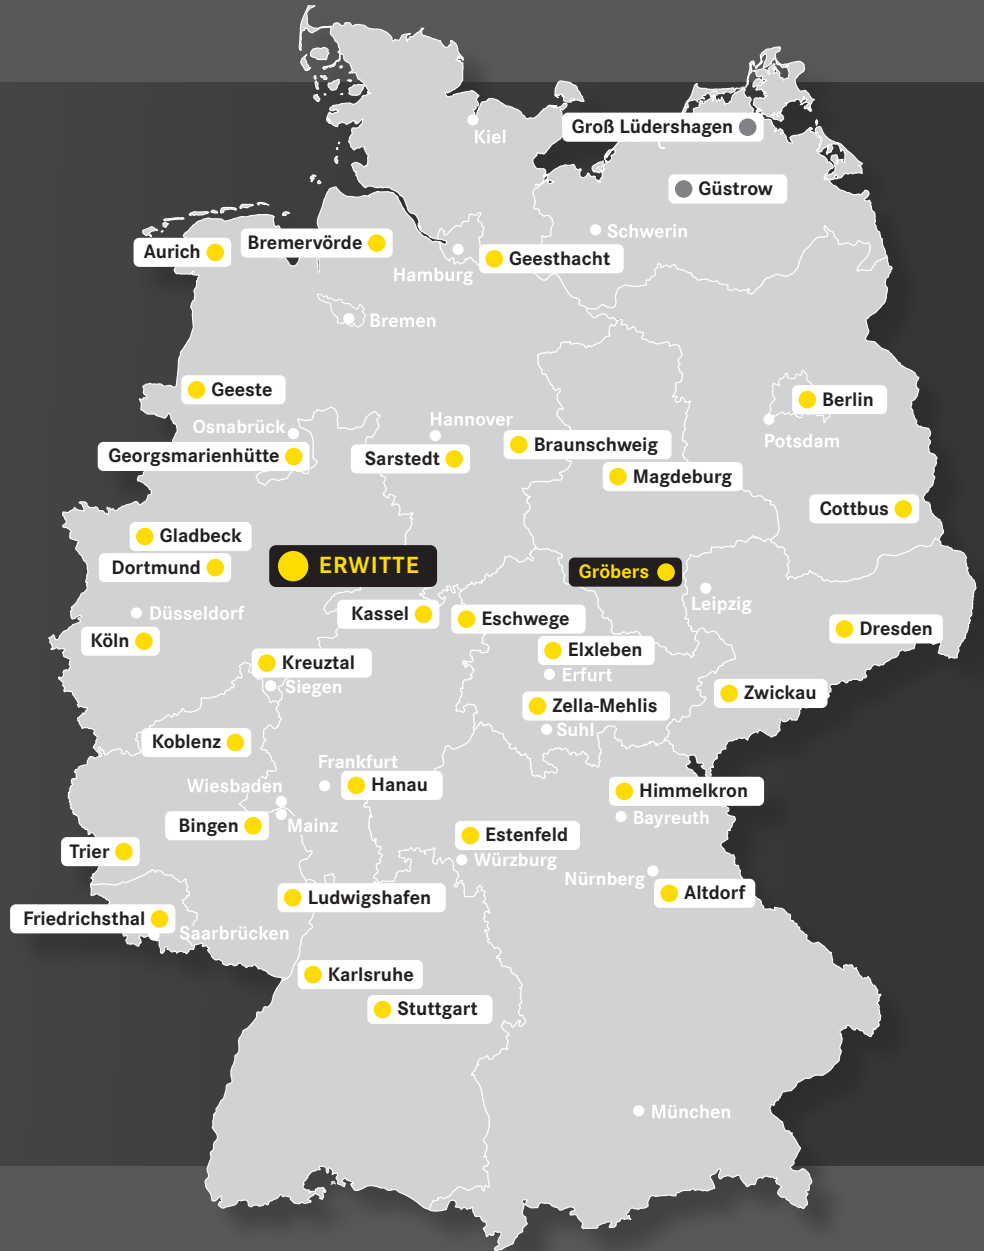 Kiel
Groß Lüdershagen
Güstrow
Schwerin
Bremervörde
Aurich
Geesthacht
Hamburg
Bremen
Geeste
Berlin
Hannover
Osnabrück
Potsdam
Braunschweig
Georgsmarienhütte
Sarstedt
Magdeburg
Cottbus
Gladbeck
Dortmund
ERWITTE
Gröbers
Leipzig
Düsseldorf
Kassel
Eschwege
Dresden
Köln
Elxleben
Kreuztal
Erfurt
Siegen
Zwickau
Zella-Mehlis
Suhl
Koblenz
Frankfurt
Wiesbaden
Hanau
Himmelkron
Bayreuth
Bingen
Mainz
Estenfeld
Trier
Würzburg
Nürnberg
Altdorf
Ludwigshafen
Friedrichsthal
Saarbrücken
Karlsruhe
Stuttgart
München